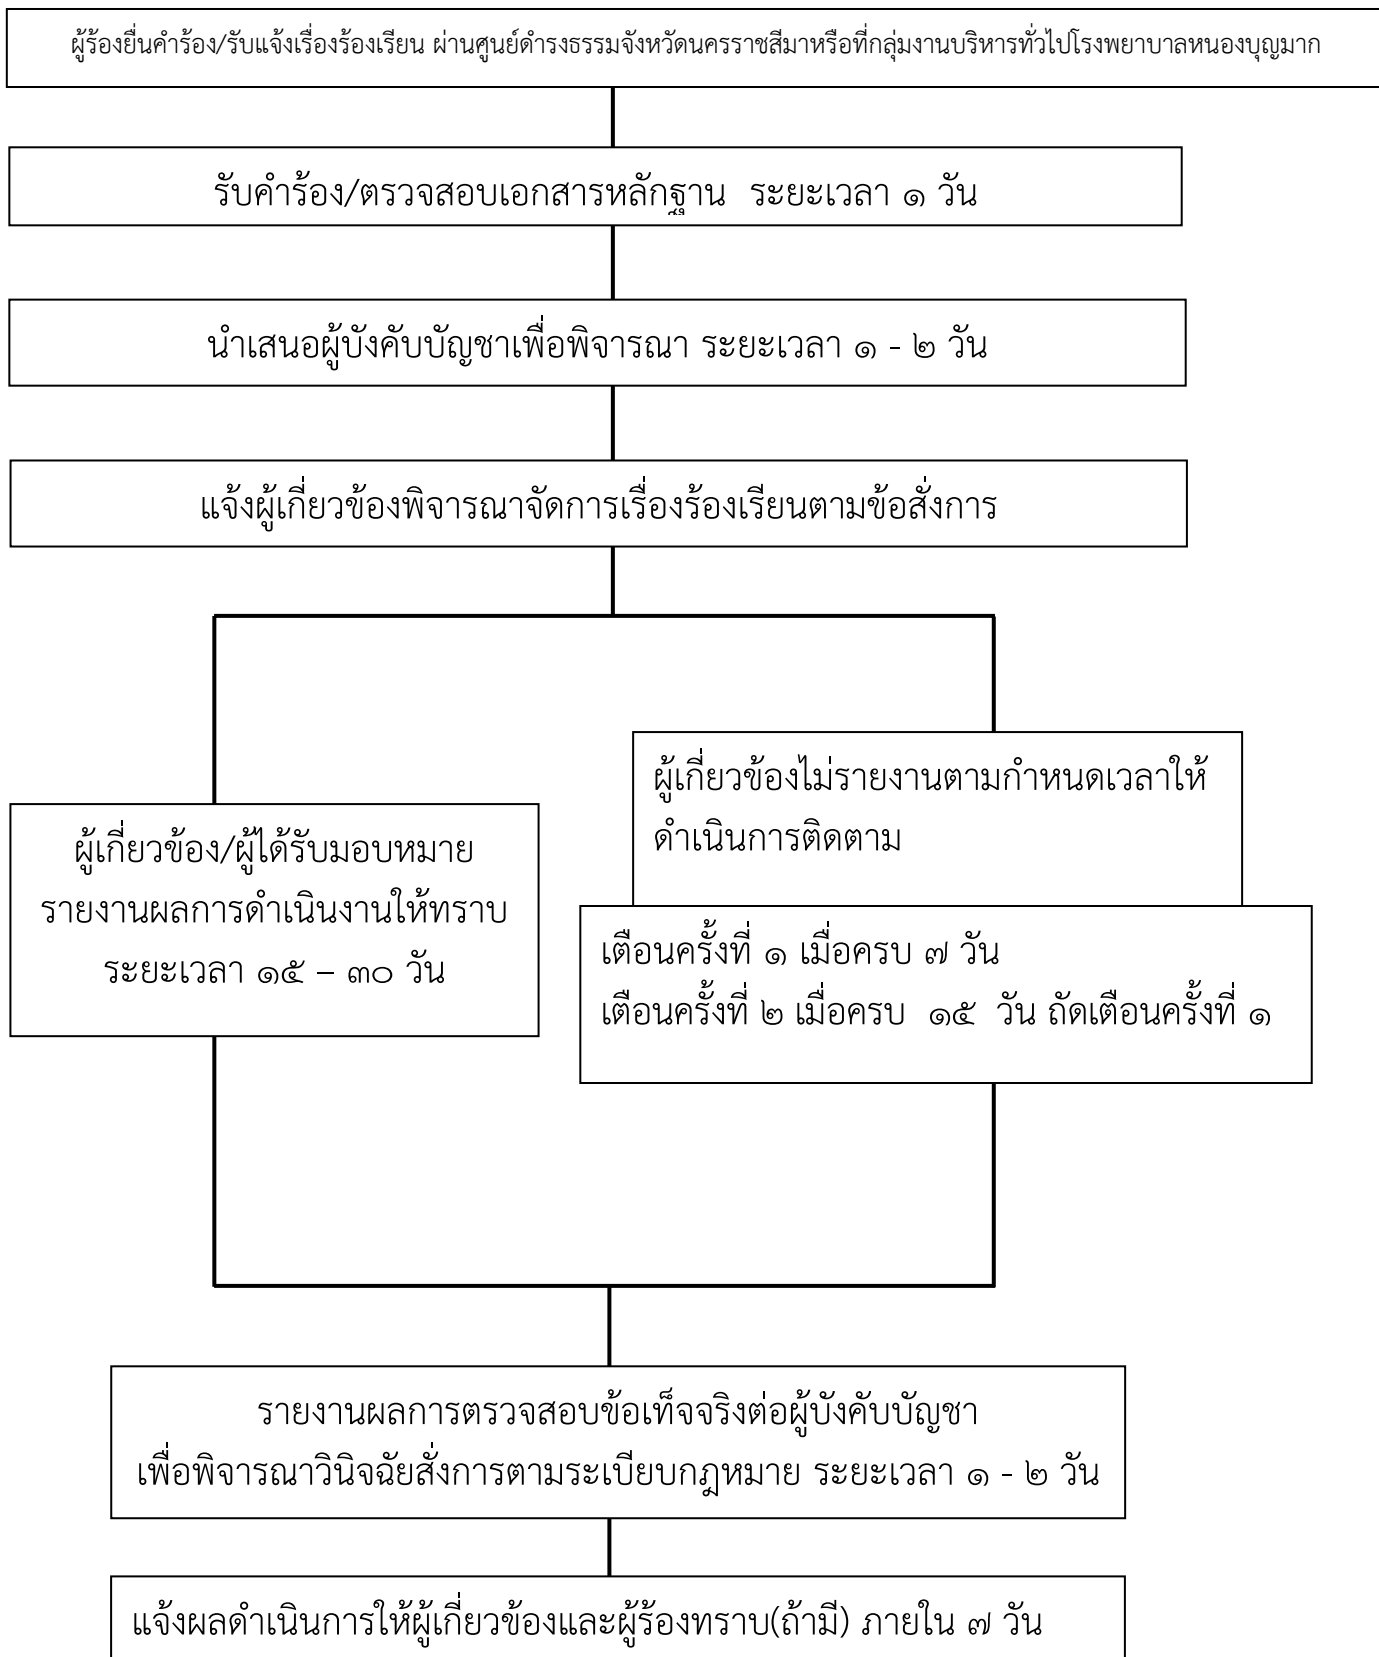 ผู้ร้องยื่นคำร้อง/รับแจ้งเรื่องร้องเรียน ผ่านศูนย์ดำรงธรรมจังหวัดนครราชสีมาหรือที่กลุ่มงานบริหารทั่วไปโรงพยาบาลหนองบุญมาก
รับคำร้อง/ตรวจสอบเอกสารหลักฐาน ระยะเวลา ๑ วัน
นำเสนอผู้บังคับบัญชาเพื่อพิจารณา ระยะเวลา ๑ - ๒ วัน
แจ้งผู้เกี่ยวข้องพิจารณาจัดการเรื่องร้องเรียนตามข้อสั่งการ
ผู้เกี่ยวข้อง/ผู้ได้รับมอบหมาย
รายงานผลการดำเนินงานให้ทราบ
ระยะเวลา ๑๕ – ๓๐ วัน
ผู้เกี่ยวข้องไม่รายงานตามกำหนดเวลาให้
ดำเนินการติดตาม
เตือนครั้งที่ ๑ เมื่อครบ ๗ วัน
เตือนครั้งที่ ๒ เมื่อครบ ๑๕ วัน ถัดเตือนครั้งที่ ๑
รายงานผลการตรวจสอบข้อเท็จจริงต่อผู้บังคับบัญชา
เพื่อพิจารณาวินิจฉัยสั่งการตามระเบียบกฎหมาย ระยะเวลา ๑ - ๒ วัน
แจ้งผลดำเนินการให้ผู้เกี่ยวข้องและผู้ร้องทราบ(ถ้ามี) ภายใน ๗ วัน